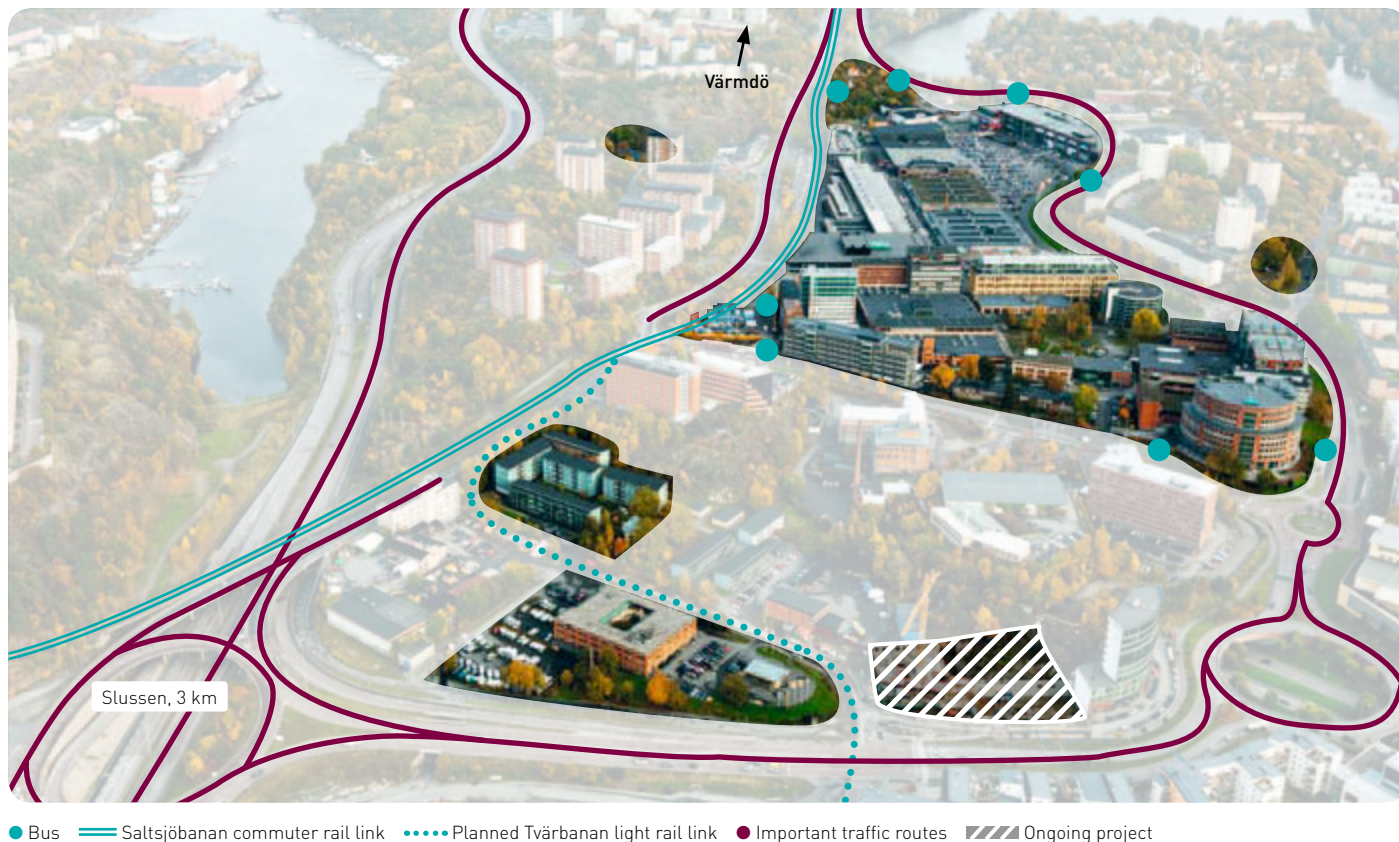 Värmdö
Slussen, 3 km
Bus
Saltsjöbanan commuter rail link
Planned Tvärbanan light rail link
Important traffic routes
Ongoing project